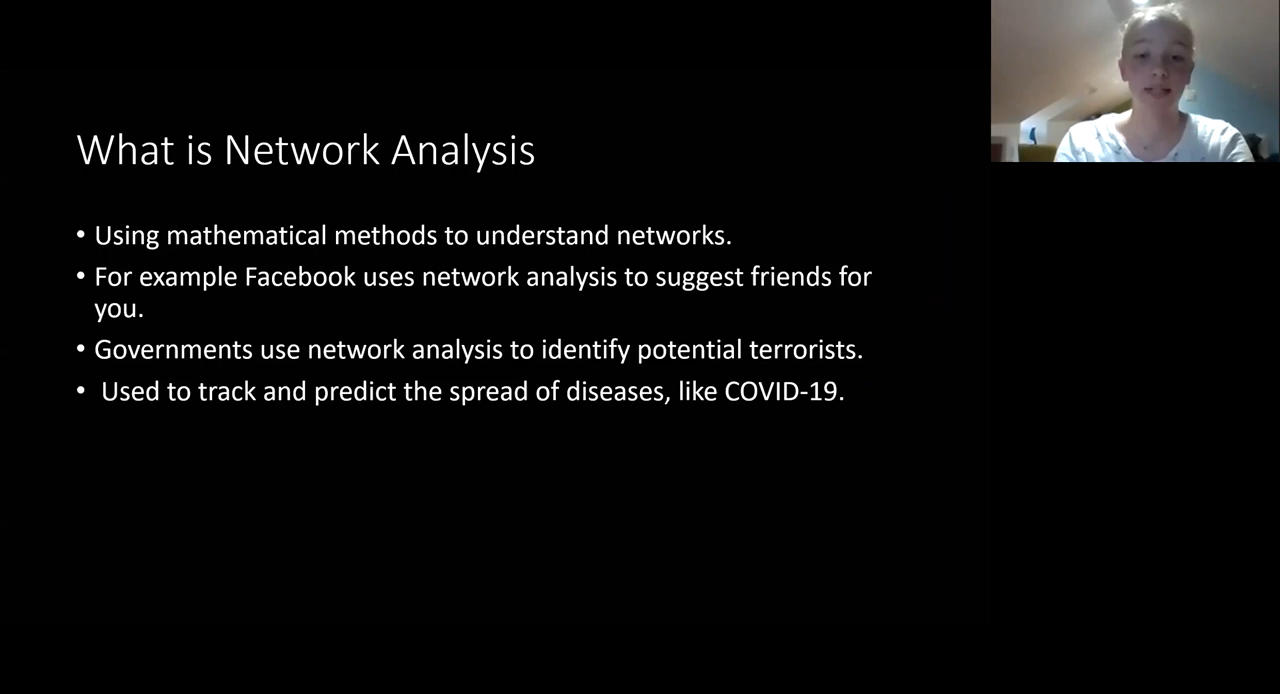 What is Network Analysis
• Using mathematical methods to understand networks.
• For example Facebook uses network analysis to suggest friends for
you.
• Governments use network analysis to identify potential terrorists.
• Used to track and predict the spread of diseases, like COVID-19.